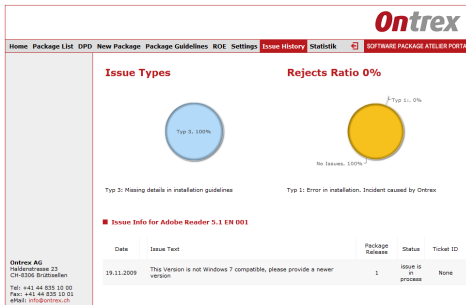 Ontrex
Home Package List DPD New Package Package Guidelines ROE Settings Issue History Statistik SOFTWARE PACKAGE ATELIER PORTA
Issue Types
Rejects Ratio 0%
Typ 3, 100%
Typ 1:, 0%
No Issues, 100%
Typ 3: Missing details in installation guidelines
Typ 1: Error in installation. Incident caused by Ontrex
Issue Info for Adobe Reader 5.1 EN 001
Date Issue Text Package Release Status Ticket ID
19.11.2009 This Version is not Windows 7 compatible, please provide a newer version 1 issue is in process None
Ontrex AG
Haldenstrasse 23
CH-8306 Brüttisellen
Tel: +41 44 835 10 00
Fax: +41 44 835 10 01
eMail: info@ontrex.ch